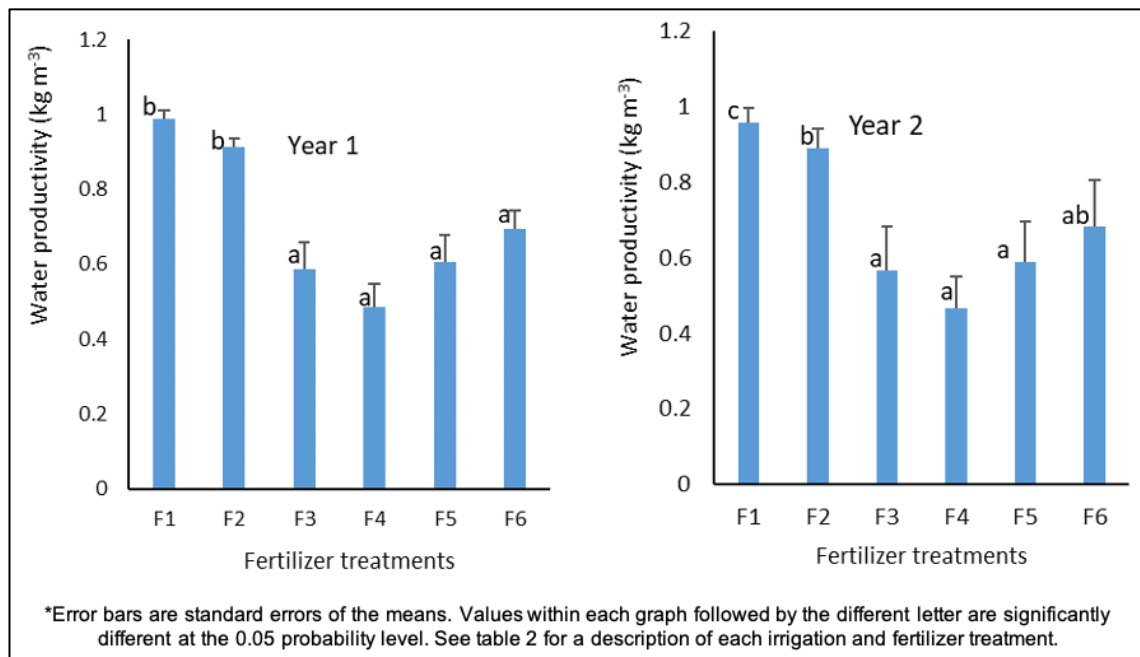 Water productivity (kg m-3)
1.2
1
0.8
0.6
0.4
0.2
0
b
b
a
a
a
a
Year 1
F1 F2 F3 F4 F5 F6
Fertilizer treatments
Water productivity (kg m-3)
1.2
1
0.8
0.6
0.4
0.2
0
c
b
a
a
a
ab
Year 2
F1 F2 F3 F4 F5 F6
Fertilizer treatments
*Error bars are standard errors of the means. Values within each graph followed by the different letter are significantly
different at the 0.05 probability level. See table 2 for a description of each irrigation and fertilizer treatment.